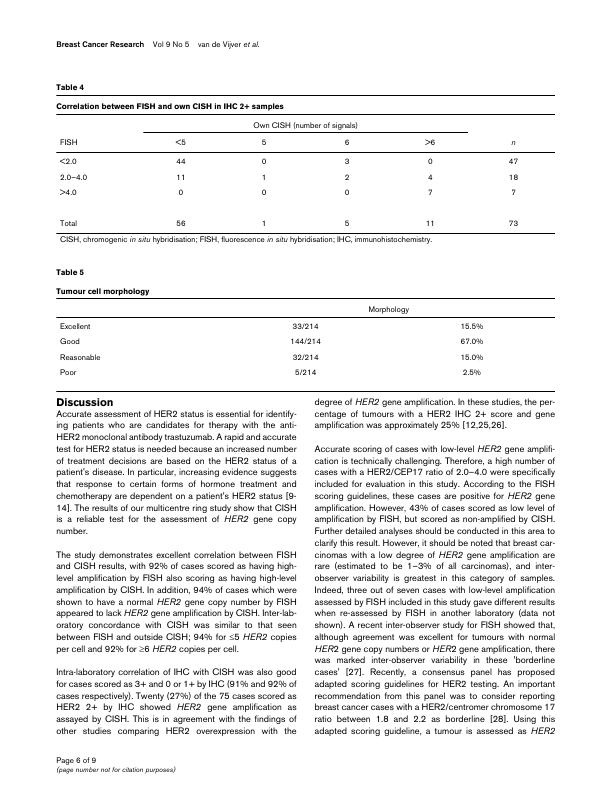 Breast Cancer Research Vol 9 No 5 van de Vijver et al.
Table 4
Correlation between FISH and own CISH in IHC 2+ samples
Own CISH (number of signals)
FISH <5 5 6 >6 n
<2.0 44 0 3 0 47
2.0–4.0 11 1 2 4 18
>4.0 0 0 0 7 7
Total 56 1 5 11 73
CISH, chromogenic in situ hybridisation; FISH, fluorescence in situ hybridisation; IHC, immunohistochemistry.
Table 5
Tumour cell morphology
Morphology
Excellent 33/214 15.5%
Good 144/214 67.0%
Reasonable 32/214 15.0%
Poor 5/214 2.5%
Discussion
Accurate assessment of HER2 status is essential for identify-
ing patients who are candidates for therapy with the anti-
HER2 monoclonal antibody trastuzumab. A rapid and accurate
test for HER2 status is needed because an increased number
of treatment decisions are based on the HER2 status of a
patient's disease. In particular, increasing evidence suggests
that response to certain forms of hormone treatment and
chemotherapy are dependent on a patient's HER2 status [9-
14]. The results of our multicentre ring study show that CISH
is a reliable test for the assessment of HER2 gene copy
number.
The study demonstrates excellent correlation between FISH
and CISH results, with 92% of cases scored as having high-
level amplification by FISH also scoring as having high-level
amplification by CISH. In addition, 94% of cases which were
shown to have a normal HER2 gene copy number by FISH
appeared to lack HER2 gene amplification by CISH. Inter-lab-
oratory concordance with CISH was similar to that seen
between FISH and outside CISH; 94% for ≤5 HER2 copies
per cell and 92% for ≥6 HER2 copies per cell.
Intra-laboratory correlation of IHC with CISH was also good
for cases scored as 3+ and 0 or 1+ by IHC (91% and 92% of
cases respectively). Twenty (27%) of the 75 cases scored as
HER2 2+ by IHC showed HER2 gene amplification as
assayed by CISH. This is in agreement with the findings of
other studies comparing HER2 overexpression with the
degree of HER2 gene amplification. In these studies, the per-
centage of tumours with a HER2 IHC 2+ score and gene
amplification was approximately 25% [12,25,26].
Accurate scoring of cases with low-level HER2 gene amplifi-
cation is technically challenging. Therefore, a high number of
cases with a HER2/CEP17 ratio of 2.0–4.0 were specifically
included for evaluation in this study. According to the FISH
scoring guidelines, these cases are positive for HER2 gene
amplification. However, 43% of cases scored as low level of
amplification by FISH, but scored as non-amplified by CISH.
Further detailed analyses should be conducted in this area to
clarify this result. However, it should be noted that breast car-
cinomas with a low degree of HER2 gene amplification are
rare (estimated to be 1–3% of all carcinomas), and inter-
observer variability is greatest in this category of samples.
Indeed, three out of seven cases with low-level amplification
assessed by FISH included in this study gave different results
when re-assessed by FISH in another laboratory (data not
shown). A recent inter-observer study for FISH showed that,
although agreement was excellent for tumours with normal
HER2 gene copy numbers or HER2 gene amplification, there
was marked inter-observer variability in these 'borderline
cases' [27]. Recently, a consensus panel has proposed
adapted scoring guidelines for HER2 testing. An important
recommendation from this panel was to consider reporting
breast cancer cases with a HER2/centromer chromosome 17
ratio between 1.8 and 2.2 as borderline [28]. Using this
adapted scoring guideline, a tumour is assessed as HER2
Page 6 of 9
(page number not for citation purposes)